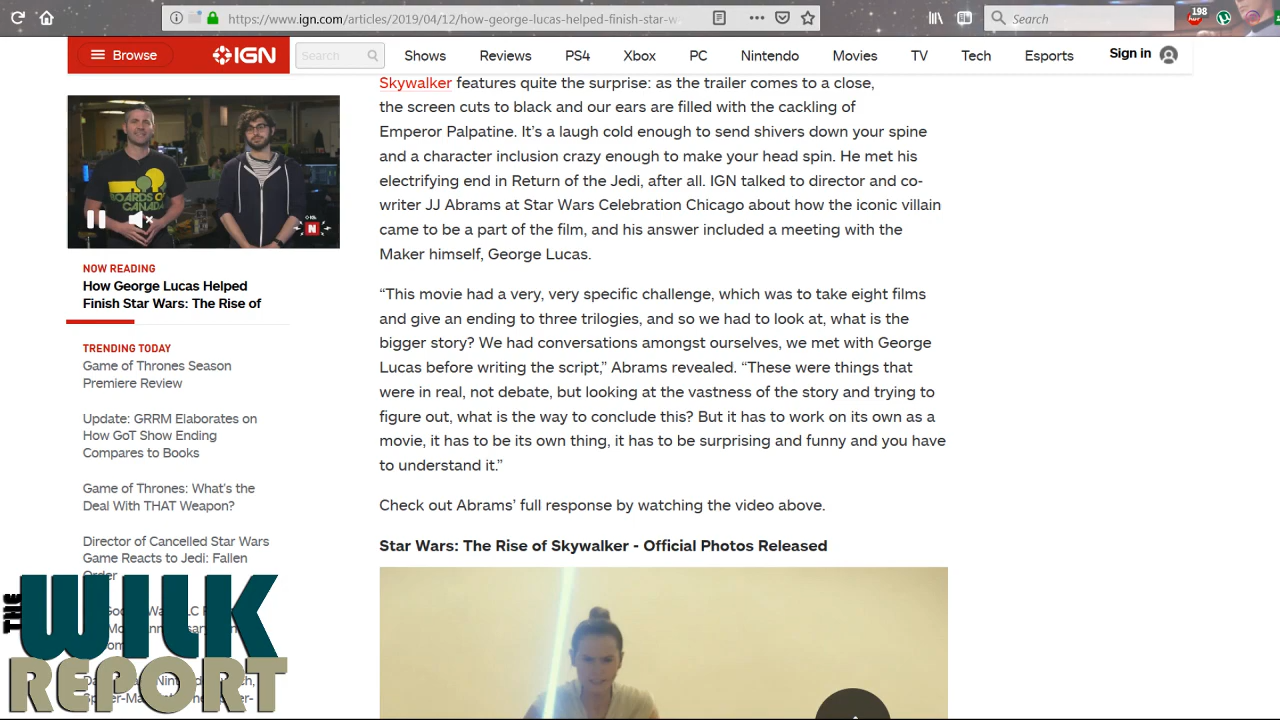 https://www.ign.com/articles/2019/04/12/how-george-lucas-helped-finish-star-w
Search
198
Browse
IGN
Search
Shows
Reviews
PS4
Xbox
PC
Nintendo
Movies
TV
Tech
Esports
Sign in
BOARDS OF
CANADA
NOW READING
How George Lucas Helped
Finish Star Wars: The Rise of
TRENDING TODAY
Game of Thrones Season
Premiere Review
Update: GRRM Elaborates on
How GoT Show Ending
Compares to Books
Game of Thrones: What's the
Deal With THAT Weapon?
Director of Cancelled Star Wars
Game Reacts to Jedi: Fallen
Order
THE
WILK
REPORT
Skywalker features quite the surprise: as the trailer comes to a close,
the screen cuts to black and our ears are filled with the cackling of
Emperor Palpatine. It’s a laugh cold enough to send shivers down your spine
and a character inclusion crazy enough to make your head spin. He met his
electrifying end in Return of the Jedi, after all. IGN talked to director and co-
writer JJ Abrams at Star Wars Celebration Chicago about how the iconic villain
came to be a part of the film, and his answer included a meeting with the
Maker himself, George Lucas.
“This movie had a very, very specific challenge, which was to take eight films
and give an ending to three trilogies, and so we had to look at, what is the
bigger story? We had conversations amongst ourselves, we met with George
Lucas before writing the script,” Abrams revealed. “These were things that
were in real, not debate, but looking at the vastness of the story and trying to
figure out, what is the way to conclude this? But it has to work on its own as a
movie, it has to be its own thing, it has to be surprising and funny and you have
to understand it.”
Check out Abrams’ full response by watching the video above.
Star Wars: The Rise of Skywalker - Official Photos Released